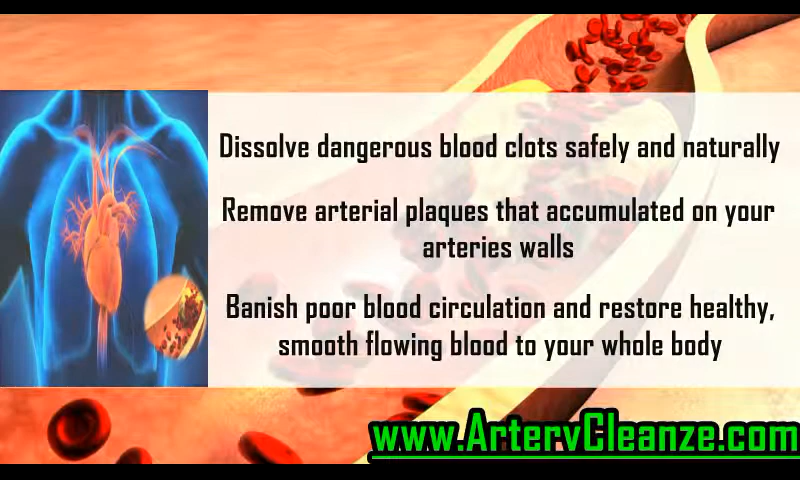 Dissolve dangerous blood clots safely and naturally
Remove arterial plaques that accumulated on your
arteries walls
Banish poor blood circulation and restore healthy,
smooth flowing blood to your whole body
www.ArteryCleanze.com